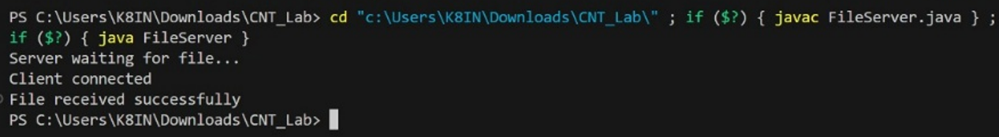 PS C:\Users\K8IN\Downloads\CNT_Lab> cd "c:\Users\K8IN\Downloads\CNT_Lab\" ; if ($?) { javac FileServer.java } ;
if ($?) { java FileServer }
Server waiting for file...
Client connected
File received successfully
PS C:\Users\K8IN\Downloads\CNT_Lab>